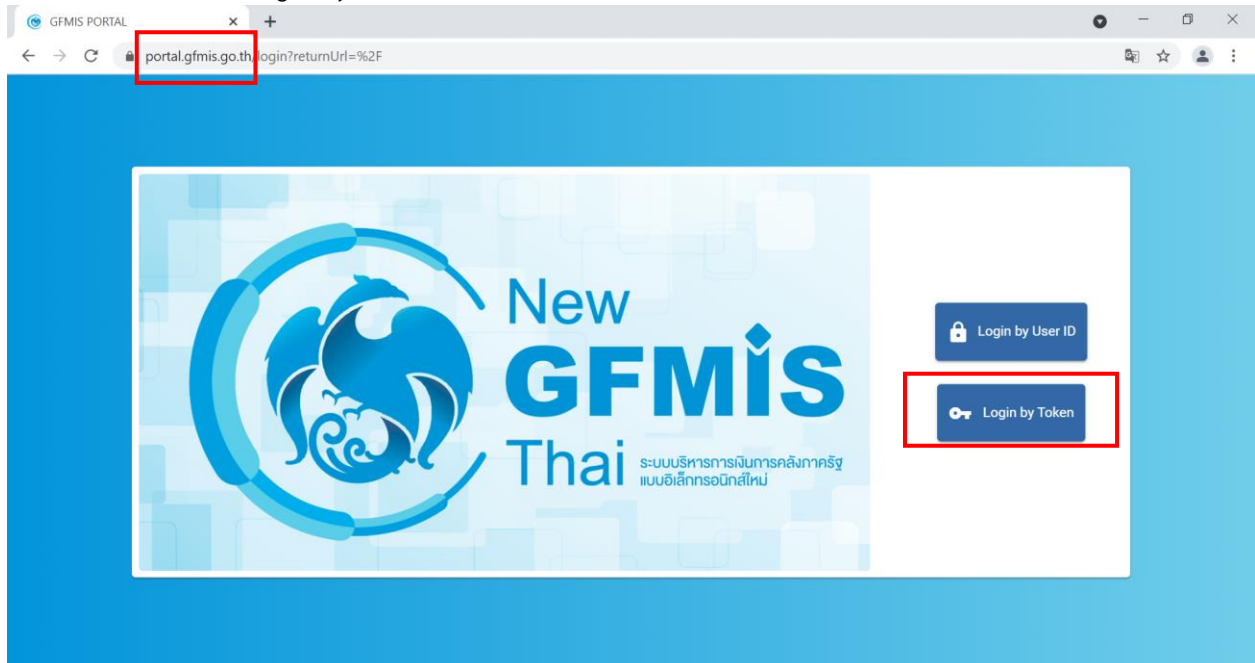 GFMIS PORTAL
portal.gfmis.go.th/login?returnUrl=%2F
New
GFMIS
Thai
ระบบบริหารการเงินการคลังภาครัฐ
แบบอิเล็กทรอนิกส์ใหม่
Login by User ID
Login by Token